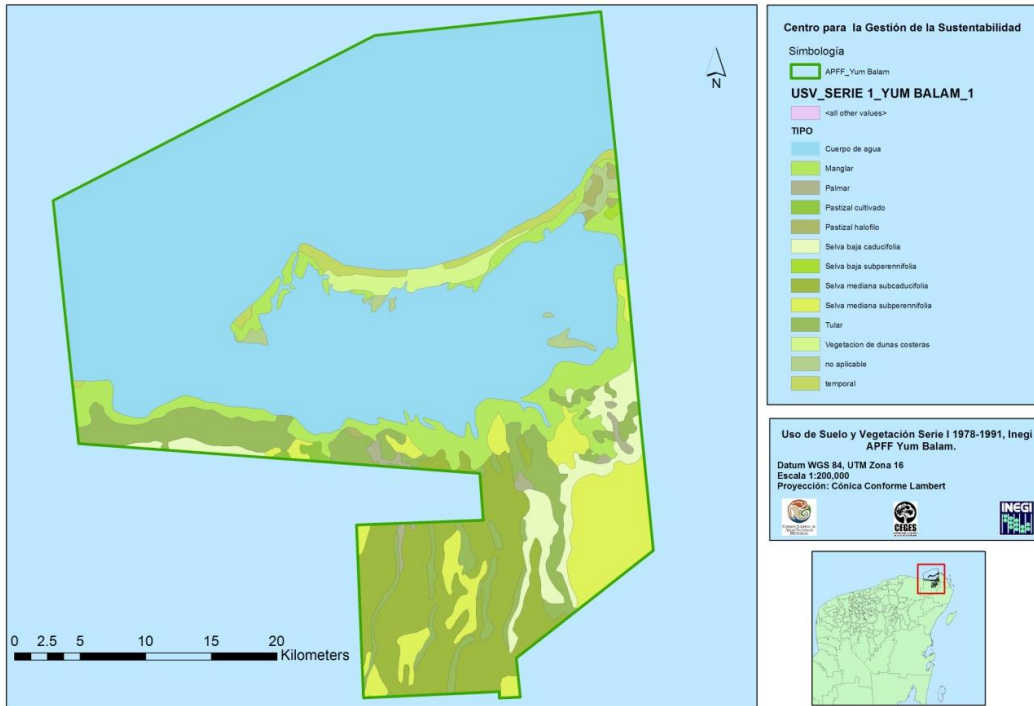 N
0 2.5 5 10 15 20
Kilometers
Centro para la Gestión de la Sustentabilidad
Simbología
APFF_Yum Balam
USV_SERIE 1_YUM BALAM_1
<all other values>
TIPO
Cuerpo de agua
Manglar
Palmar
Pastizal cultivado
Pastizal halofilo
Selva baja caducifolia
Selva baja subperennifolia
Selva mediana subcaducifolia
Selva mediana subperennifolia
Tular
Vegetacion de dunas costeras
no aplicable
temporal
Uso de Suelo y Vegetación Serie I 1978-1991, Inegi
APFF Yum Balam.
Datum WGS 84, UTM Zona 16
Escala 1:200,000
Proyección: Cónica Conforme Lambert
CEGES
INEGI